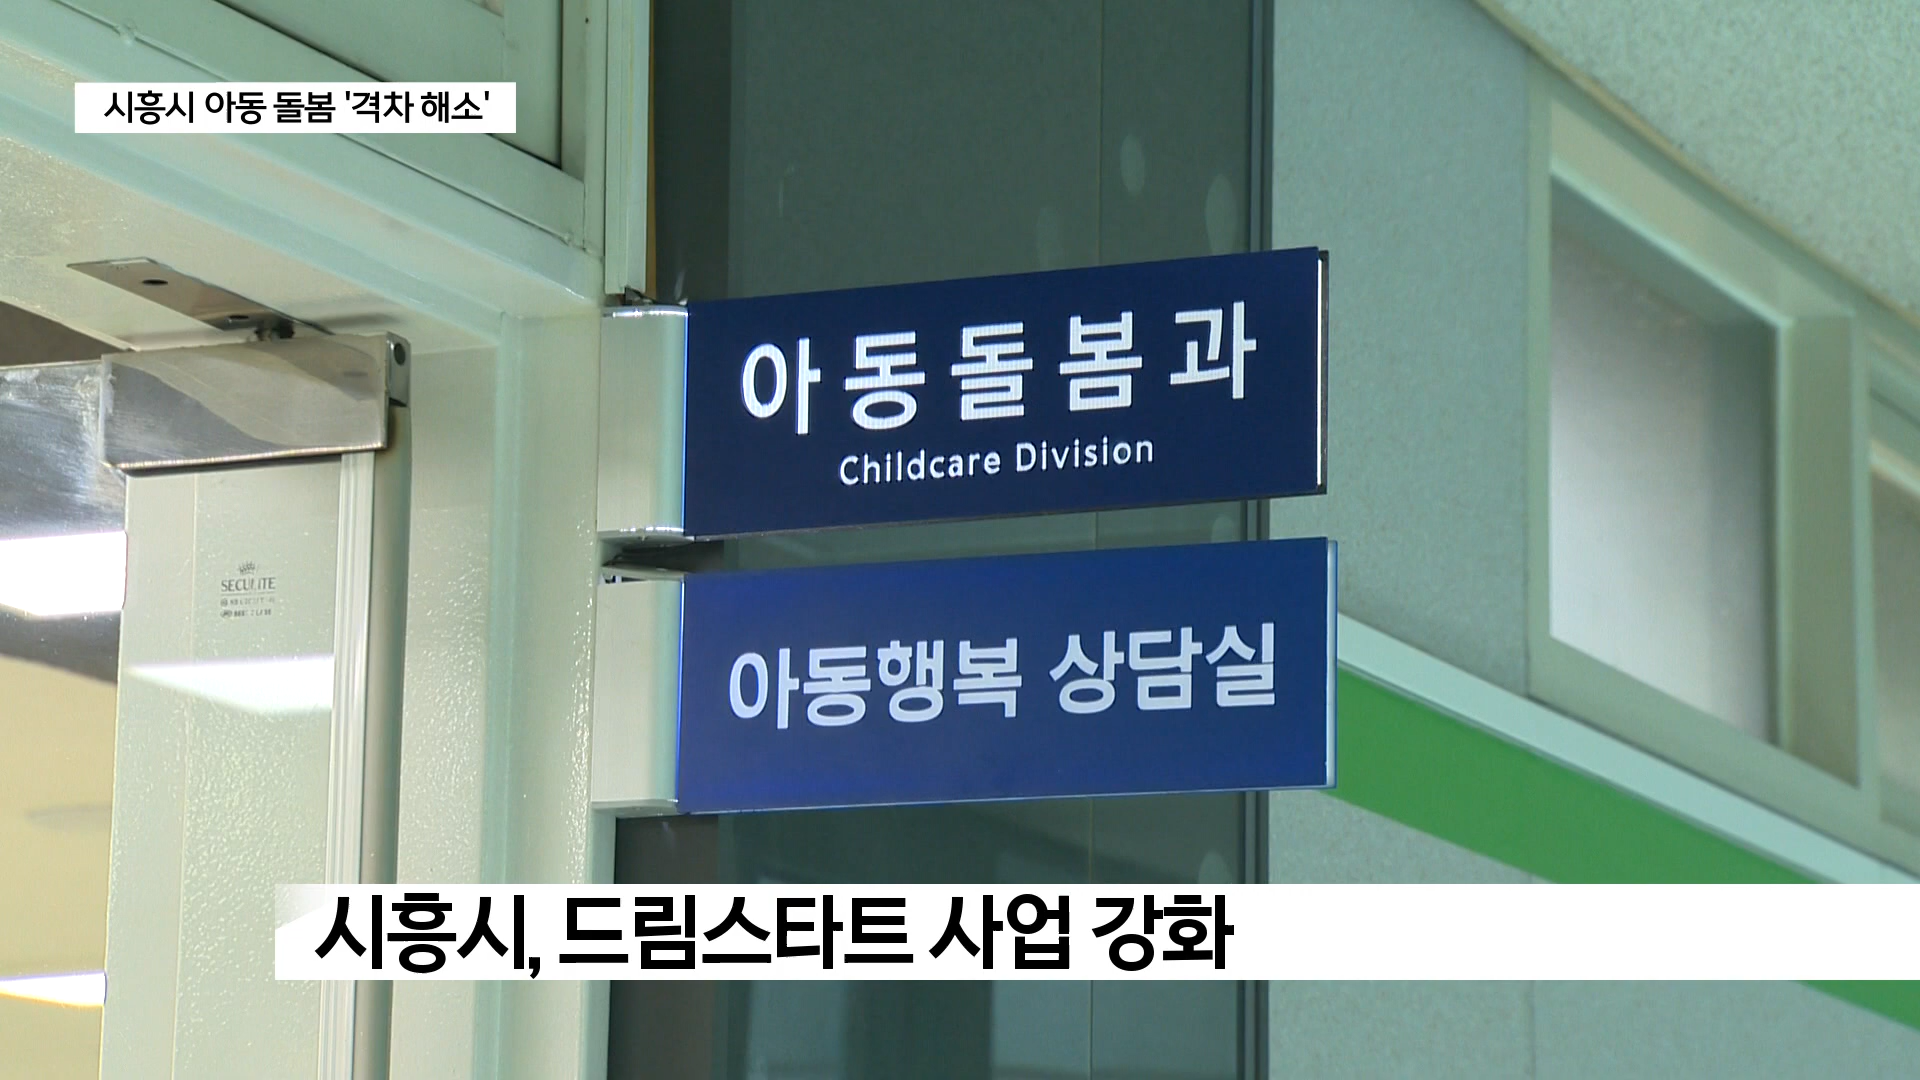 시흥시 아동 돌봄 '격차 해소'
아동돌봄과
Childcare Division
아동행복 상담실
SECULITE
시흥시, 드림스타트 사업 강화